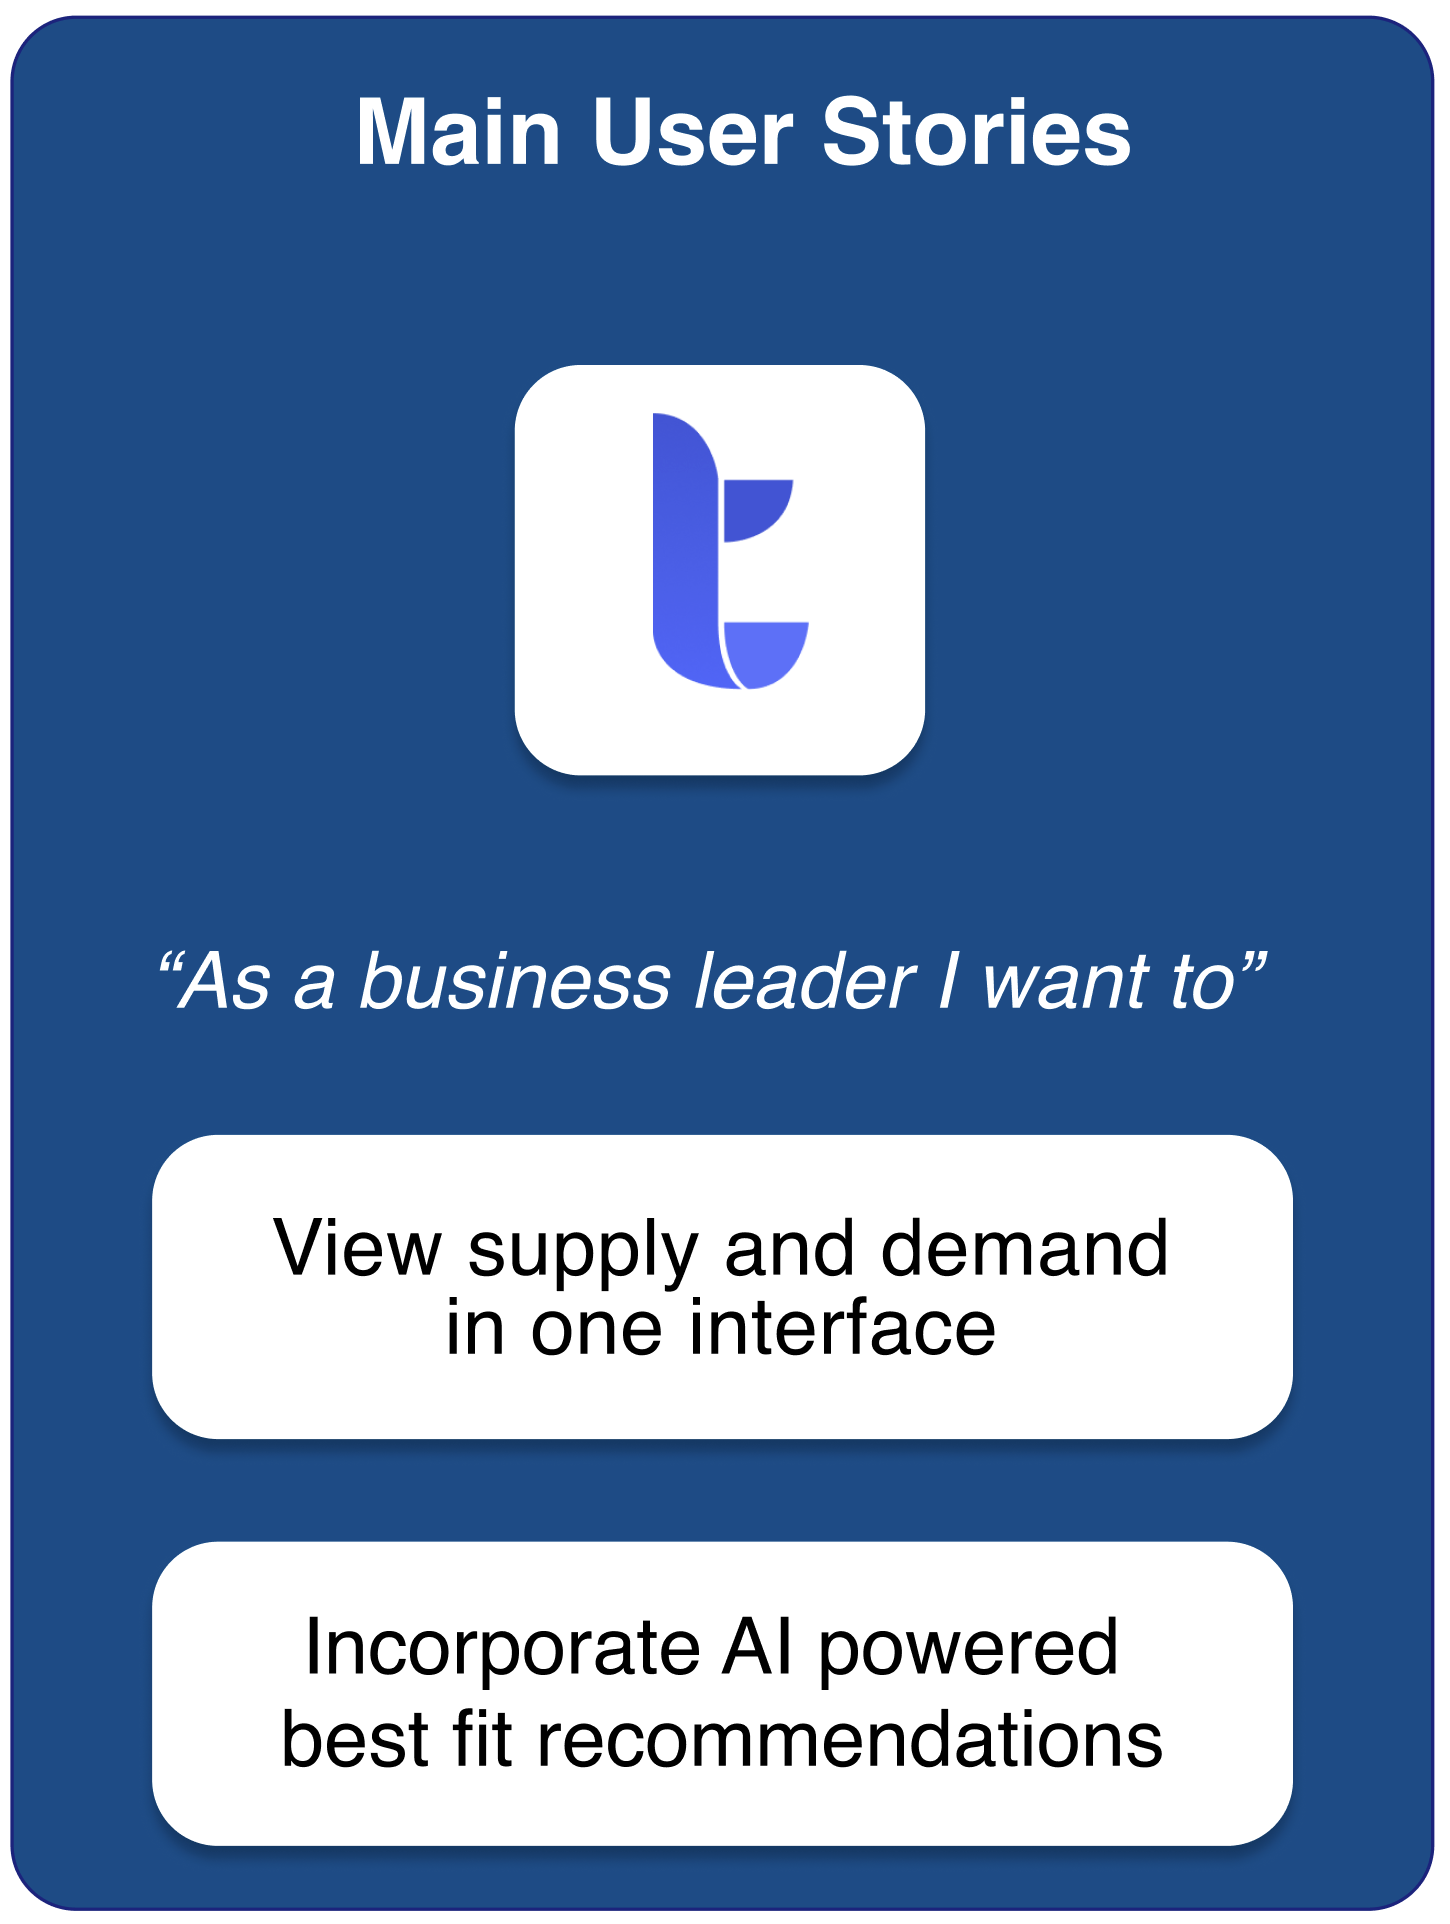 Main User Stories
t
“As a business leader I want to”
View supply and demand
in one interface
Incorporate AI powered
best fit recommendations